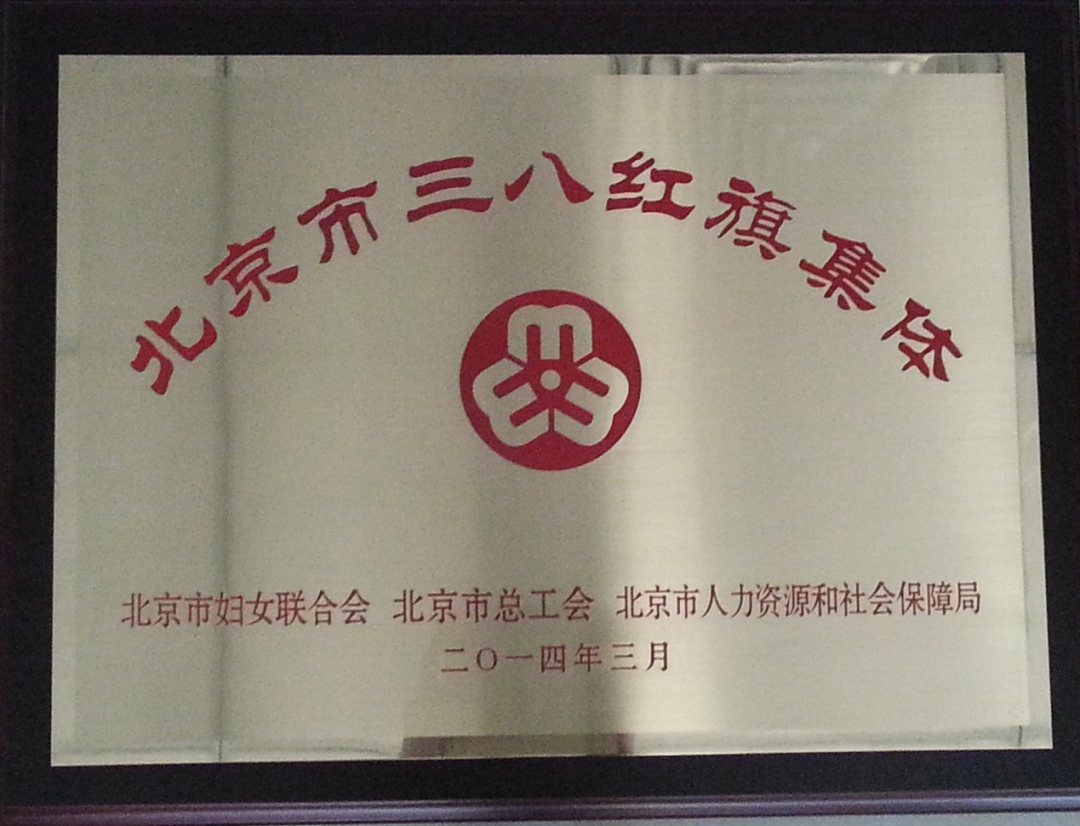 北京市三八红旗集体
北京市妇女联合会 北京市总工会 北京市人力资源和社会保障局
二〇一四年三月